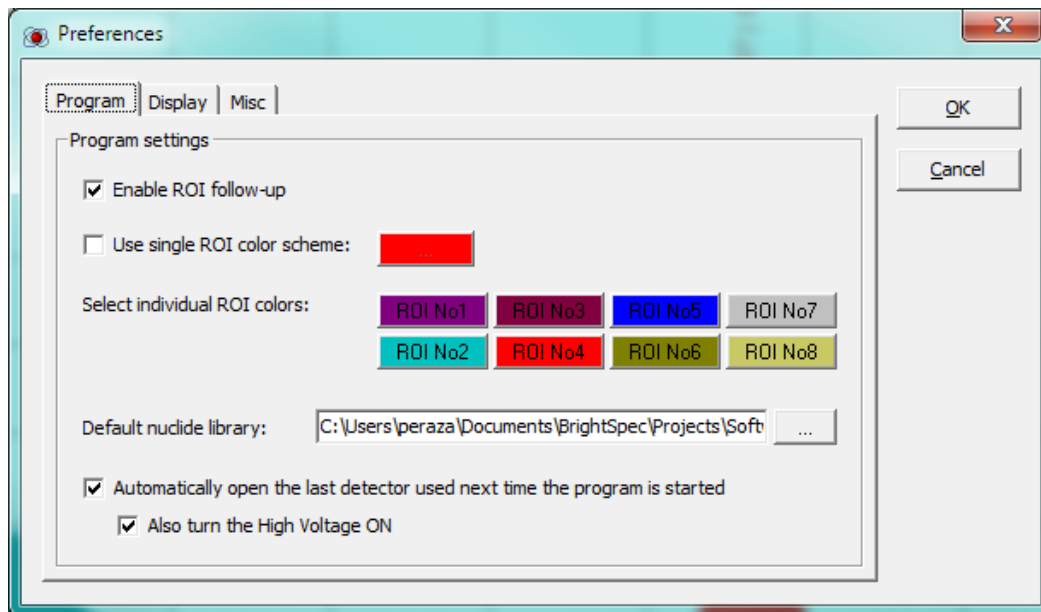 Preferences
Program Display Misc
OK
Program settings
Cancel
Enable ROI follow-up
Use single ROI color scheme: ...
Select individual ROI colors: ROI No1 ROI No3 ROI No5 ROI No7
ROI No2 ROI No4 ROI No6 ROI No8
Default nuclide library: C:\Users\peraza\Documents\BrightSpec\Projects\Soft ...
Automatically open the last detector used next time the program is started
Also turn the High Voltage ON